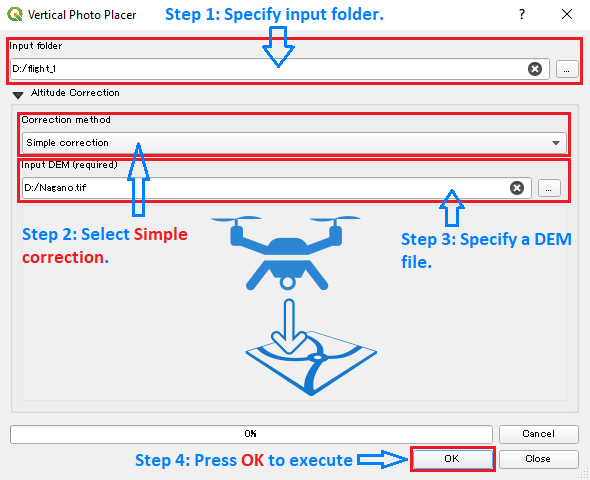 Vertical Photo Placer
?
Step 1: Specify input folder.
Input folder
D:/flight_1
...
Altitude Correction
Correction method
Simple correction
Input DEM (required)
D:/Nagano.tif
...
Step 2: Select Simple
correction.
Step 3: Specify a DEM
file.
0%
Cancel
Step 4: Press OK to execute
OK
Close